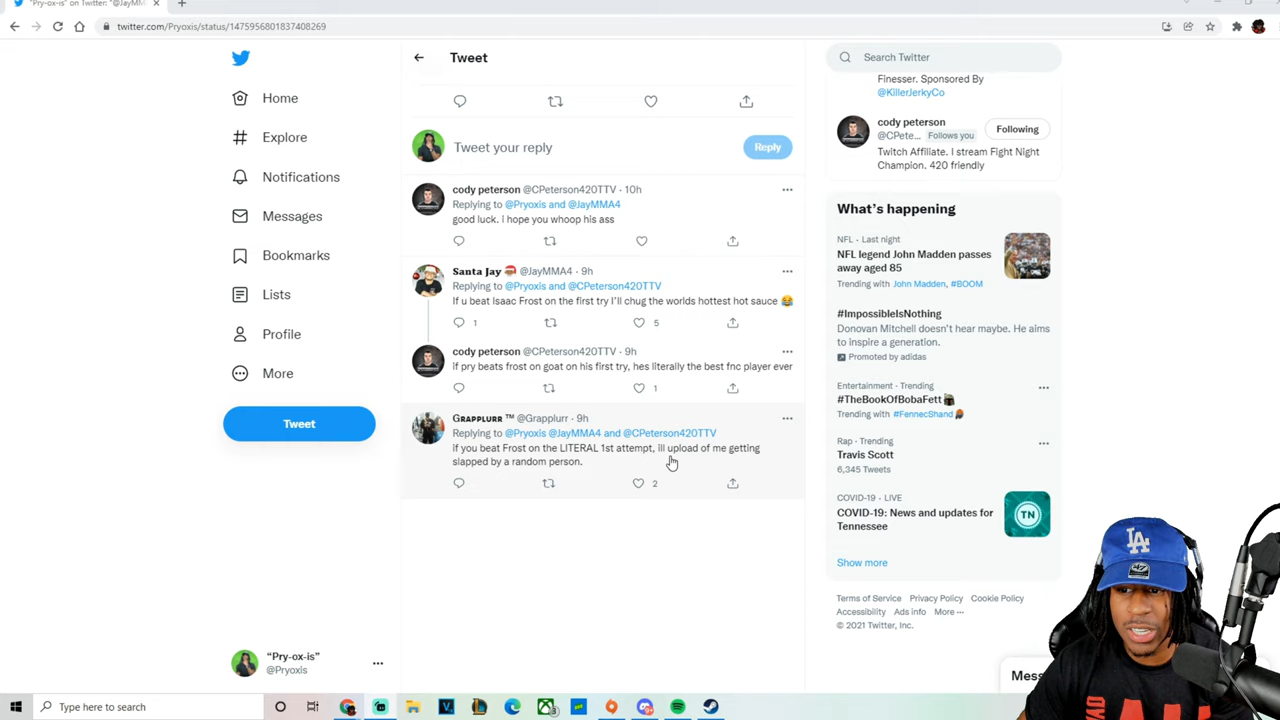 "Pry-ox-is" on Twitter: "@JayMM
twitter.com/Pryoxis/status/1475956801837408269
Home
Explore
Notifications
Messages
Bookmarks
Lists
Profile
More
Tweet
"Pry-ox-is"
@Pryoxis
Tweet
Tweet your reply
Reply
cody peterson @CPeterson420TTV · 10h
Replying to @Pryoxis and @JayMMA4
good luck. i hope you whoop his ass
Santa Jay 🎅 @JayMMA4 · 9h
Replying to @Pryoxis and @CPeterson420TTV
If u beat Isaac Frost on the first try I'll chug the worlds hottest hot sauce 😂
1
5
cody peterson @CPeterson420TTV · 9h
if pry beats frost on goat on his first try, hes literally the best fnc player ever
1
Grapplurr ™ @Grapplurr · 9h
Replying to @Pryoxis @JayMMA4 and @CPeterson420TTV
if you beat Frost on the LITERAL 1st attempt, ill upload of me getting
slapped by a random person.
2
Search Twitter
Finesser. Sponsored By
@KillerJerkyCo
cody peterson
@CPete... Follows you
Following
Twitch Affiliate. I stream Fight Night
Champion. 420 friendly
What's happening
NFL · Last night
NFL legend John Madden passes
away aged 85
Trending with John Madden, #BOOM
#ImpossibleIsNothing
Donovan Mitchell doesn't hear maybe. He aims
to inspire a generation.
Promoted by adidas
Entertainment · Trending
#TheBookOfBobaFett
Trending with #FennecShand
Rap · Trending
Travis Scott
6,345 Tweets
COVID-19 · LIVE
COVID-19: News and updates for
Tennessee
TN
Show more
Terms of Service Privacy Policy Cookie Policy
Accessibility Ads info More ···
© 2021 Twitter, Inc.
Mess
LA
47
Type here to search